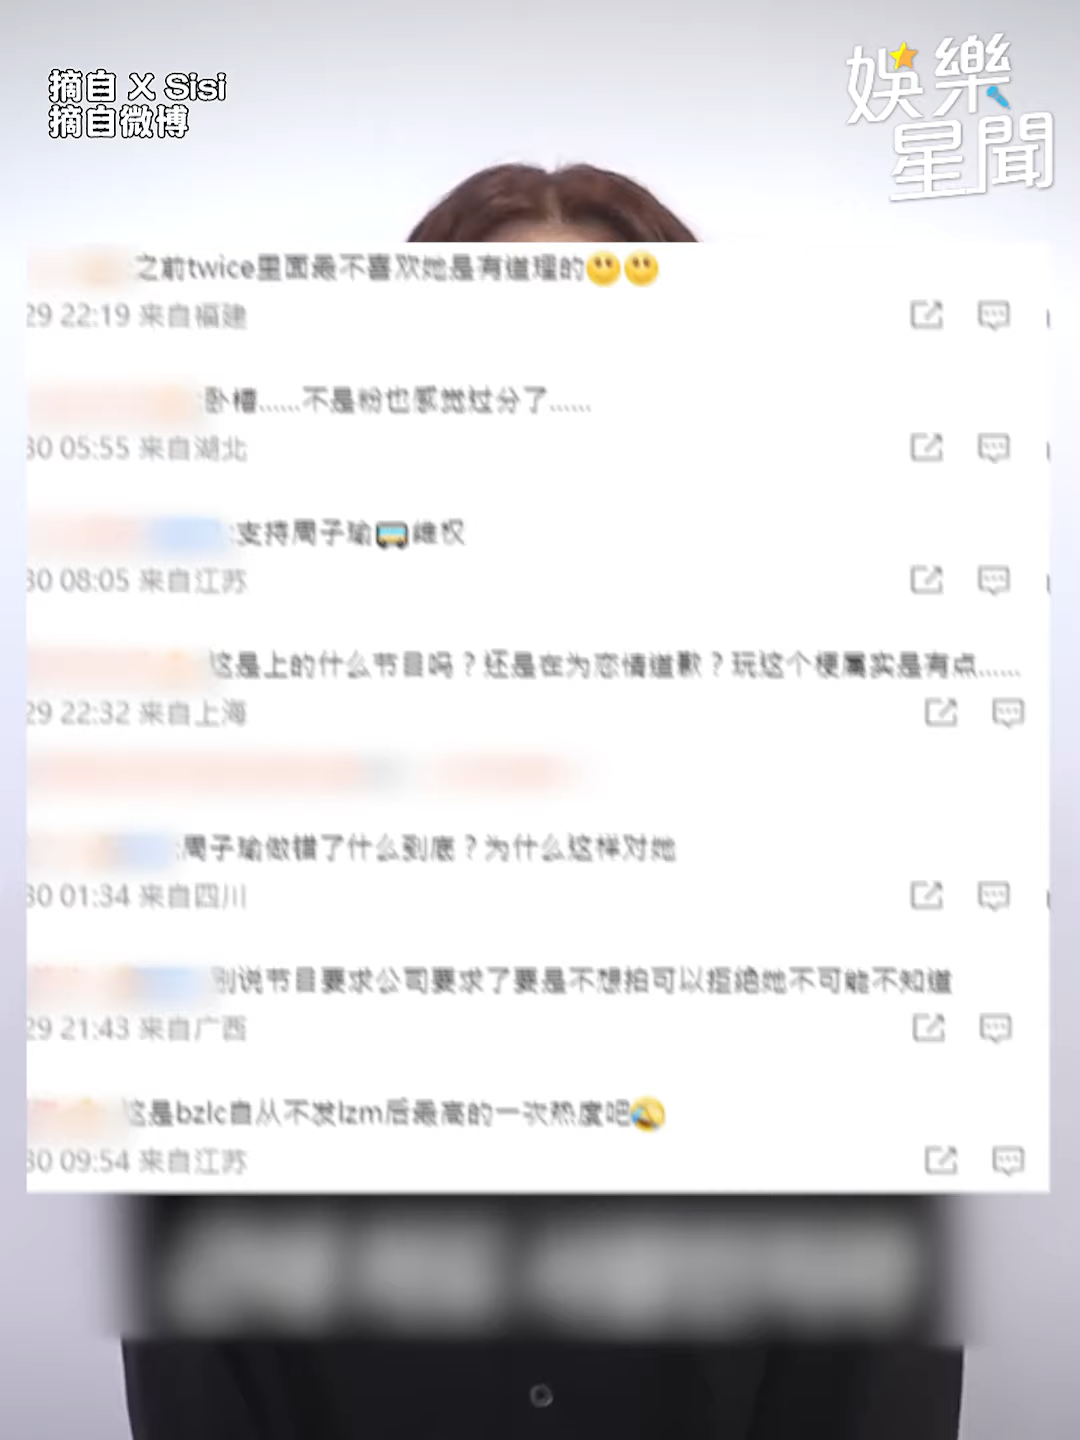 摘自 X Sisi
摘自微博
娛樂
星聞
之前twice里面最不喜欢她是有道理的
29 22:19 来自福建
卧槽......不是粉也感觉过分了......
30 05:55 来自湖北
:支持周子瑜维权
30 08:05 来自江苏
这是上的什么节目吗？还是在为恋情道歉？玩这个梗属实是有点......
29 22:32 来自上海
:周子瑜做错了什么到底？为什么这样对她
30 01:34 来自四川
别说节目要求公司要求了要是不想拍可以拒绝她不可能不知道
29 21:43 来自广西
这是bzlc自从不发lzm后最高的一次热度吧
30 09:54 来自江苏